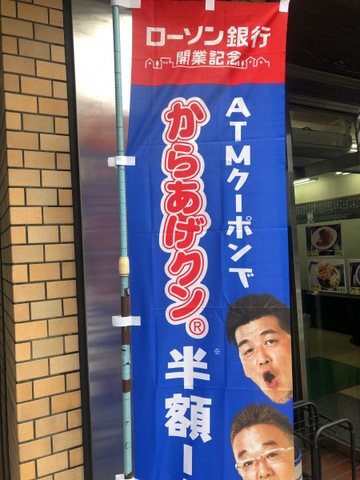 ローソン銀行
開業記念
ATMクーポンで
からあげクン®
※
半額